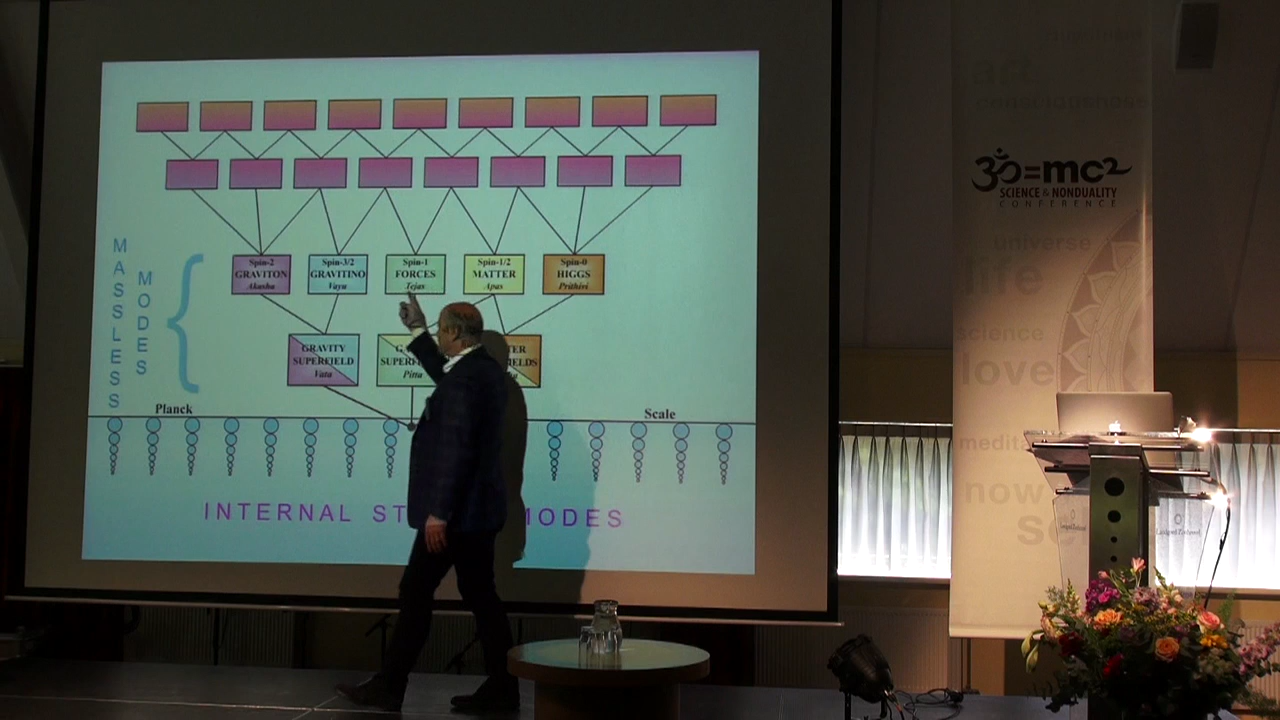 Spin-2
GRAVITON
Akasha
Spin-3/2
GRAVITINO
Vayu
Spin-1
FORCES
Tejas
Spin-1/2
MATTER
Apas
Spin-0
HIGGS
Prithivi
MASSLESS
MODES
GRAVITY
SUPERFIELD
Vata
Pitta
Planck
Scale
INTERNAL
MODES
ॐ=mc2
SCIENCE & NONDUALITY
CONFERENCE
consciousness
universe
life
science
love
now